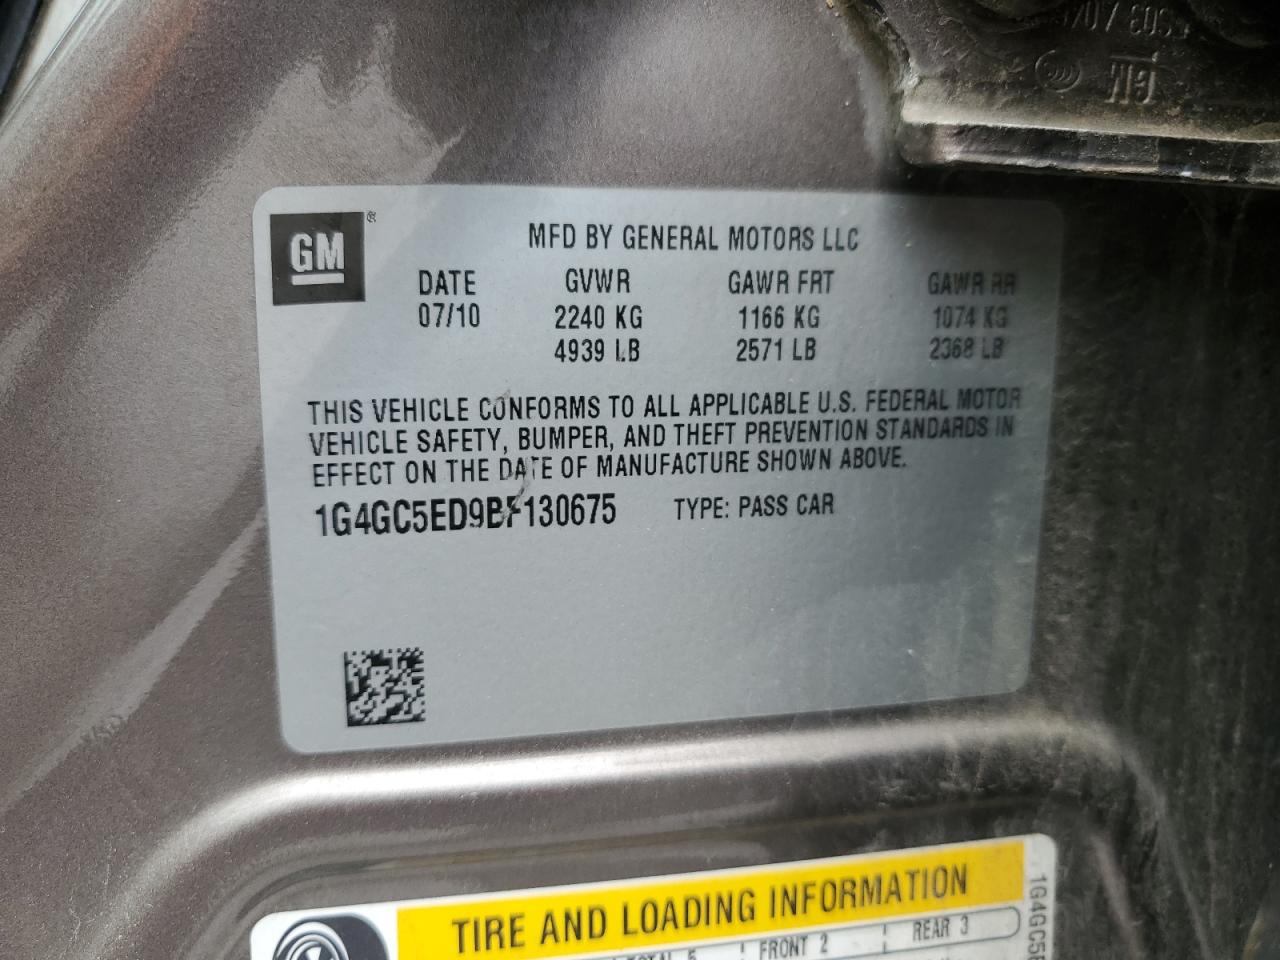 GM ®
MFD BY GENERAL MOTORS LLC
DATE GVWR GAWR FRT GAWR RR
07/10 2240 KG 1166 KG 1074 KG
4939 LB 2571 LB 2368 LB
THIS VEHICLE CONFORMS TO ALL APPLICABLE U.S. FEDERAL MOTOR
VEHICLE SAFETY, BUMPER, AND THEFT PREVENTION STANDARDS IN
EFFECT ON THE DATE OF MANUFACTURE SHOWN ABOVE.
1G4GC5ED9BF130675 TYPE: PASS CAR
TIRE AND LOADING INFORMATION
TOTAL 5 FRONT 2 REAR 3